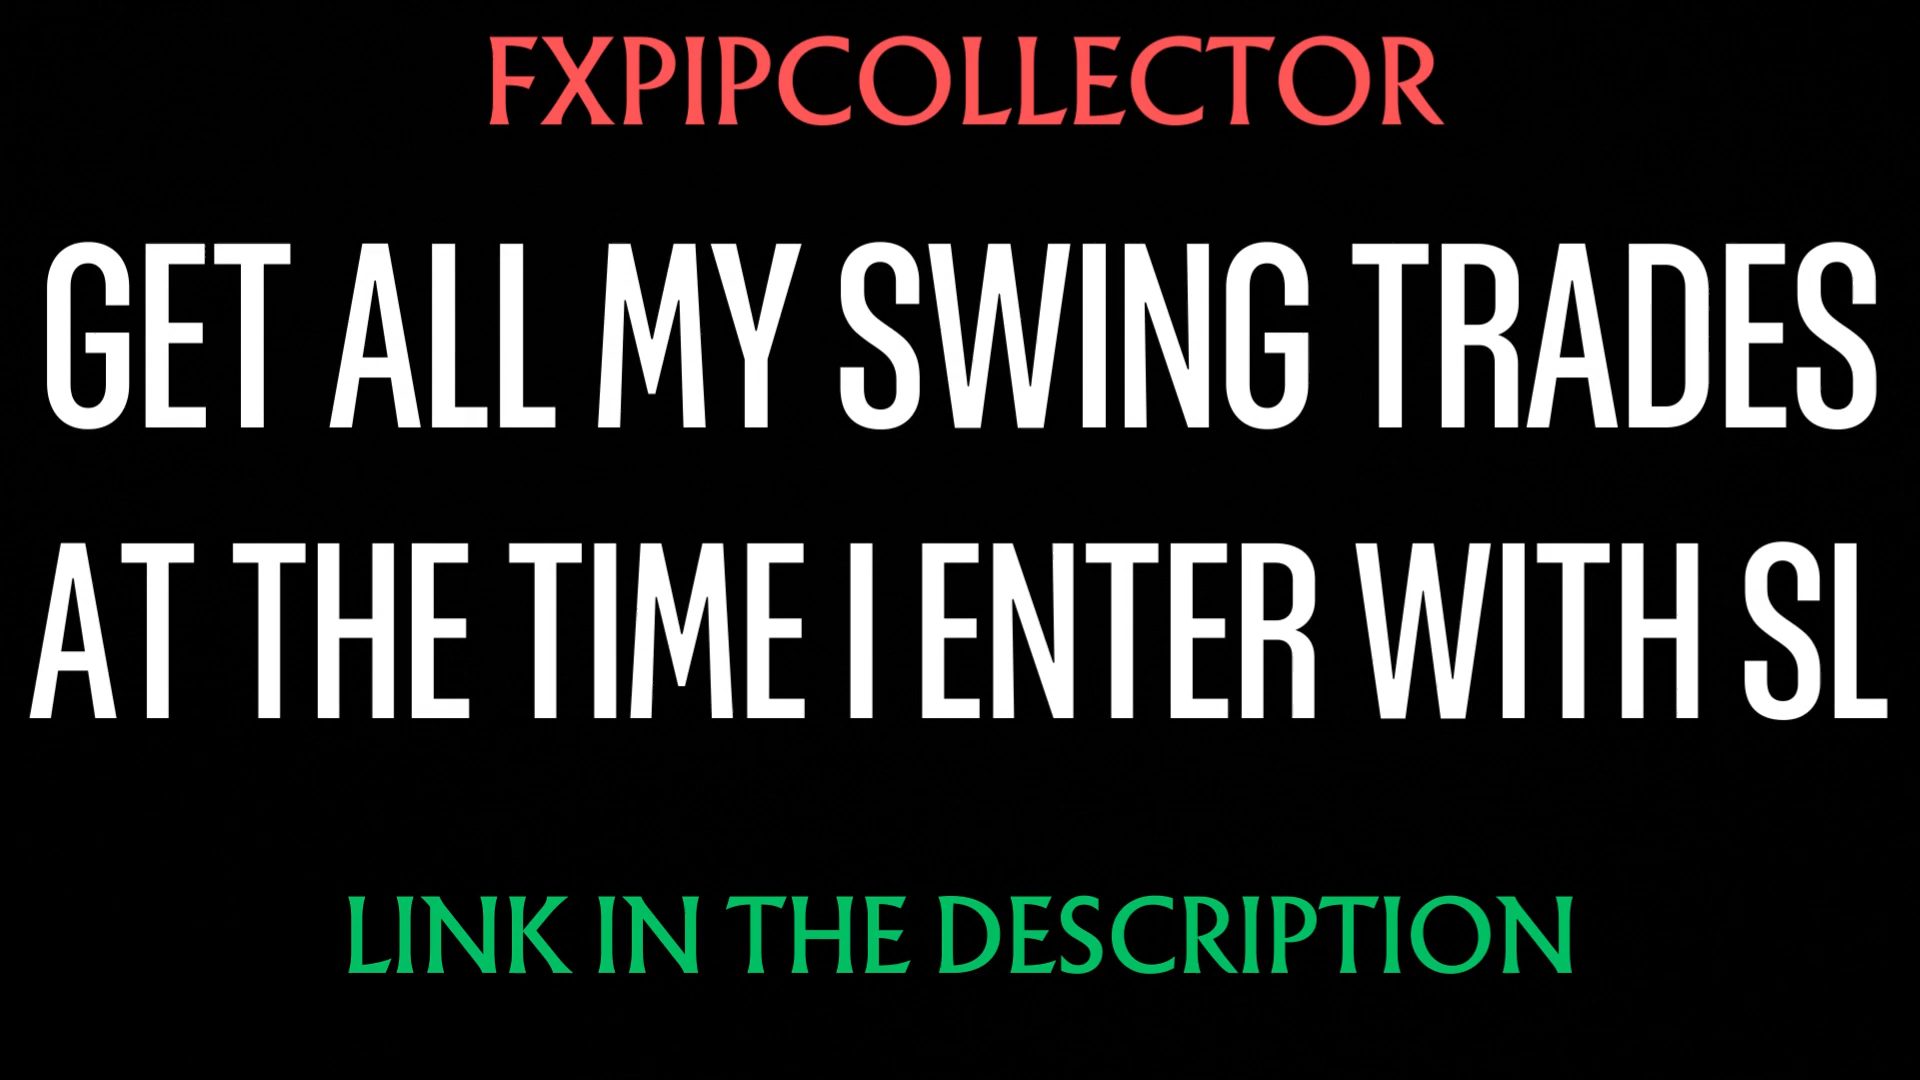 FXPIPCOLLECTOR
GET ALL MY SWING TRADES
AT THE TIME I ENTER WITH SL
LINK IN THE DESCRIPTION